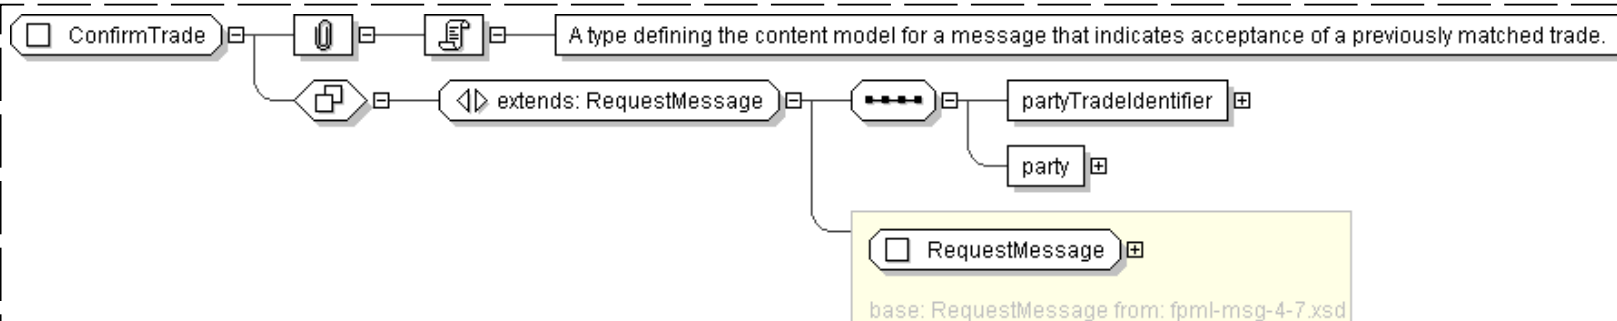 ConfirmTrade
A type defining the content model for a message that indicates acceptance of a previously matched trade.
extends: RequestMessage
partyTradeIdentifier
party
RequestMessage
base: RequestMessage from: fpml-msg-4-7.xsd